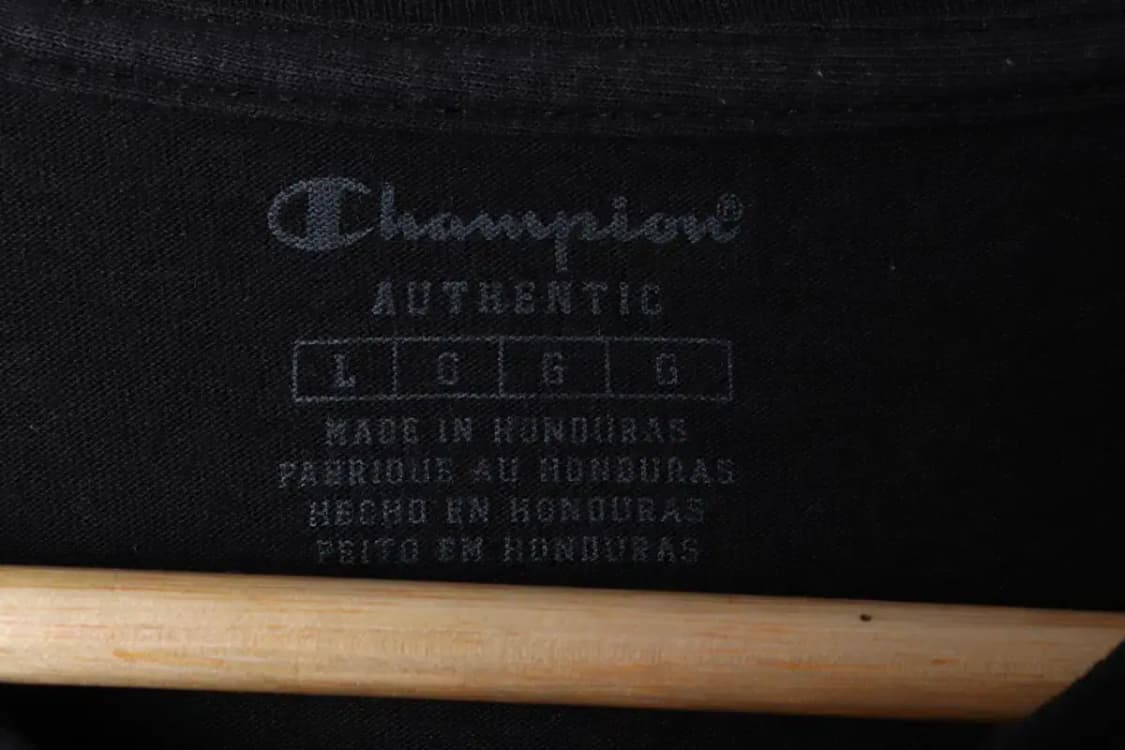 Champion®
AUTHENTIC
L G G G
MADE IN HONDURAS
FABRIQUE AU HONDURAS
HECHO EN HONDURAS
FEITO EM HONDURAS